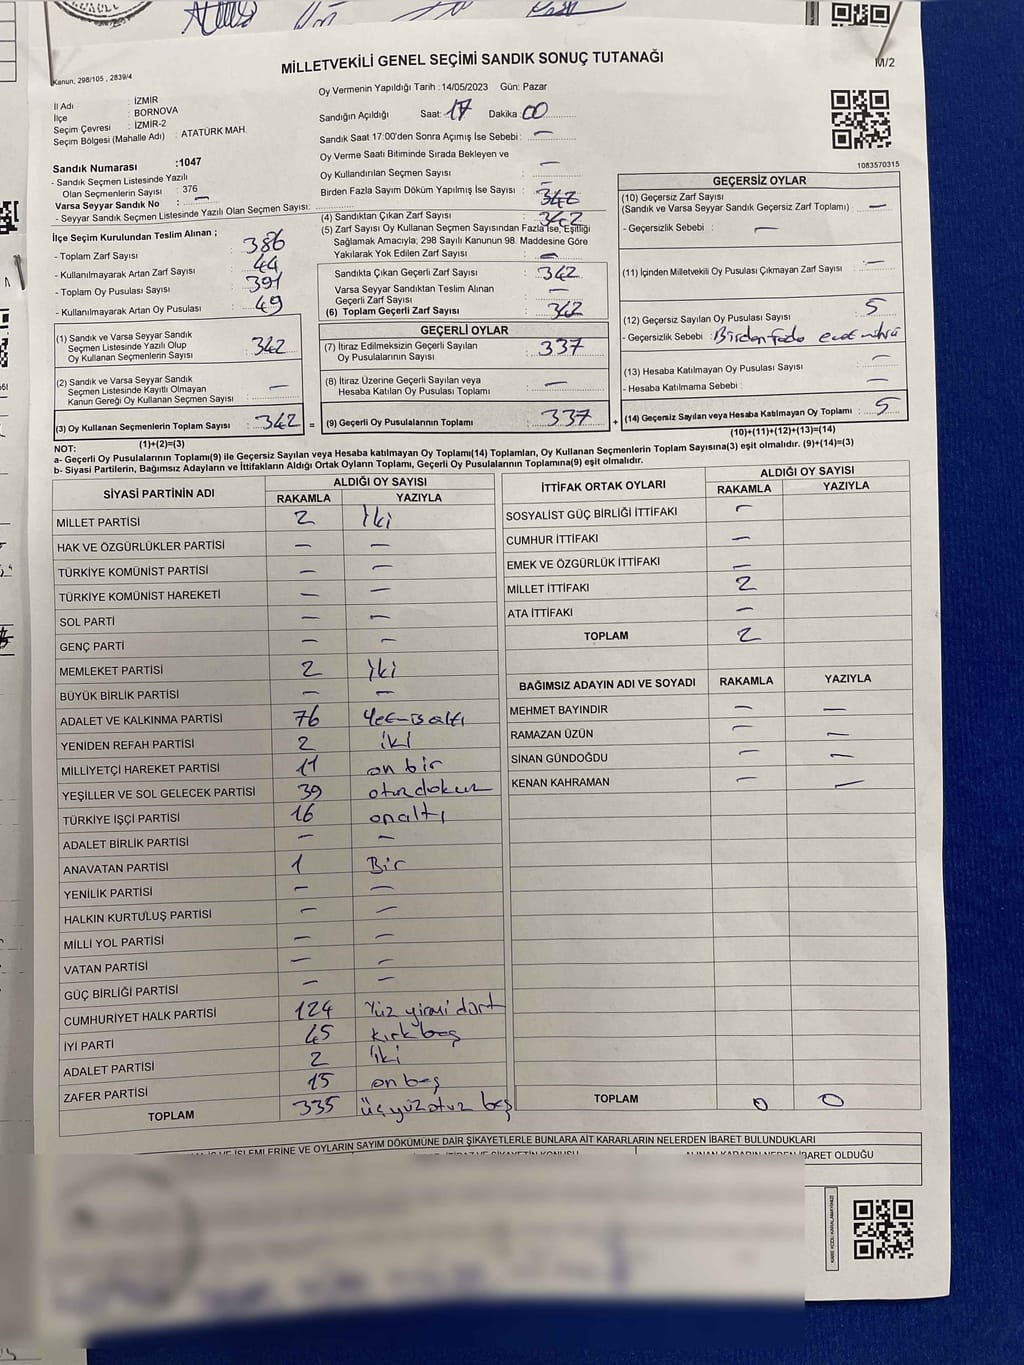 MİLLETVEKİLİ GENEL SEÇİMİ SANDIK SONUÇ TUTANAĞI
Kanun, 298/105 , 2839/4
M/2
İl Adı : İZMİR
İlçe : BORNOVA
Seçim Çevresi : İZMİR-2
Seçim Bölgesi (Mahalle Adı) : ATATÜRK MAH.
Oy Vermenin Yapıldığı Tarih : 14/05/2023 Gün: Pazar
Sandığın Açıldığı Saat: 17 Dakika 00
Sandık Saat 17:00'den Sonra Açımış İse Sebebi : —
Oy Verme Saati Bitiminde Sırada Bekleyen ve
Oy Kullandırılan Seçmen Sayısı : —
Birden Fazla Sayım Döküm Yapılmış İse Sayısı : 342
Sandık Numarası :1047
- Sandık Seçmen Listesinde Yazılı
Olan Seçmenlerin Sayısı : 376
Varsa Seyyar Sandık No : —
- Seyyar Sandık Seçmen Listesinde Yazılı Olan Seçmen Sayısı:
1083570315
İlçe Seçim Kurulundan Teslim Alınan ;
- Toplam Zarf Sayısı : 386
- Kullanılmayarak Artan Zarf Sayısı : 44
- Toplam Oy Pusulası Sayısı : 391
- Kullanılmayarak Artan Oy Pusulası : 49
(1) Sandık ve Varsa Seyyar Sandık
Seçmen Listesinde Yazılı Olup
Oy Kullanan Seçmenlerin Sayısı : 342
(2) Sandık ve Varsa Seyyar Sandık
Seçmen Listesinde Kayıtlı Olmayan
Kanun Gereği Oy Kullanan Seçmen Sayısı : —
(3) Oy Kullanan Seçmenlerin Toplam Sayısı : 342 =
(1)+(2)=(3)
(4) Sandıktan Çıkan Zarf Sayısı : 342
(5) Zarf Sayısı Oy Kullanan Seçmen Sayısından Fazla İse, Eşitliği
Sağlamak Amacıyla; 298 Sayılı Kanunun 98. Maddesine Göre
Yakılarak Yok Edilen Zarf Sayısı : —
Sandıkta Çıkan Geçerli Zarf Sayısı : 342
Varsa Seyyar Sandıktan Teslim Alınan
Geçerli Zarf Sayısı : —
(6) Toplam Geçerli Zarf Sayısı : 342
GEÇERLİ OYLAR
(7) İtiraz Edilmeksizin Geçerli Sayılan
Oy Pusulalarının Sayısı : 337
(8) İtiraz Üzerine Geçerli Sayılan veya
Hesaba Katılan Oy Pusulası Toplamı : —
(9) Geçerli Oy Pusulalarının Toplamı : 337 +
GEÇERSİZ OYLAR
(10) Geçersiz Zarf Sayısı
(Sandık ve Varsa Seyyar Sandık Geçersiz Zarf Toplamı) : —
- Geçersizlik Sebebi : —
(11) İçinden Milletvekili Oy Pusulası Çıkmayan Zarf Sayısı : —
(12) Geçersiz Sayılan Oy Pusulası Sayısı : 5
- Geçersizlik Sebebi : Birden fazla evet mührü
(13) Hesaba Katılmayan Oy Pusulası Sayısı : —
- Hesaba Katılmama Sebebi : —
(14) Geçersiz Sayılan veya Hesaba Katılmayan Oy Toplamı : 5
(10)+(11)+(12)+(13)=(14)
NOT:
a- Geçerli Oy Pusulalarının Toplamı(9) ile Geçersiz Sayılan veya Hesaba katılmayan Oy Toplamı(14) Toplamları, Oy Kullanan Seçmenlerin Toplam Sayısına(3) eşit olmalıdır. (9)+(14)=(3)
b- Siyasi Partilerin, Bağımsız Adayların ve İttifakların Aldığı Ortak Oyların Toplamı, Geçerli Oy Pusulalarının Toplamına(9) eşit olmalıdır.
SİYASİ PARTİNİN ADI ALDIĞI OY SAYISI
RAKAMLA YAZIYLA
MİLLET PARTİSİ 2 İki
HAK VE ÖZGÜRLÜKLER PARTİSİ — —
TÜRKİYE KOMÜNİST PARTİSİ — —
TÜRKİYE KOMÜNİST HAREKETİ — —
SOL PARTİ — —
GENÇ PARTİ — —
MEMLEKET PARTİSİ 2 İki
BÜYÜK BİRLİK PARTİSİ — —
ADALET VE KALKINMA PARTİSİ 76
YENİDEN REFAH PARTİSİ 2 iki
MİLLİYETÇİ HAREKET PARTİSİ 11 on bir
YEŞİLLER VE SOL GELECEK PARTİSİ 39 otuz dokuz
TÜRKİYE İŞÇİ PARTİSİ 16 onaltı
ADALET BİRLİK PARTİSİ — —
ANAVATAN PARTİSİ 1 Bir
YENİLİK PARTİSİ — —
HALKIN KURTULUŞ PARTİSİ — —
MİLLİ YOL PARTİSİ — —
VATAN PARTİSİ — —
GÜÇ BİRLİĞİ PARTİSİ — —
CUMHURİYET HALK PARTİSİ 124 Yüz yirmi dört
İYİ PARTİ 45 kırk beş
ADALET PARTİSİ 2 iki
ZAFER PARTİSİ 15 on beş
TOPLAM 335 üçyüzotuz beş
İTTİFAK ORTAK OYLARI ALDIĞI OY SAYISI
RAKAMLA YAZIYLA
SOSYALİST GÜÇ BİRLİĞİ İTTİFAKI —
CUMHUR İTTİFAKI —
EMEK VE ÖZGÜRLÜK İTTİFAKI —
MİLLET İTTİFAKI 2
ATA İTTİFAKI —
TOPLAM 2
BAĞIMSIZ ADAYIN ADI VE SOYADI RAKAMLA YAZIYLA
MEHMET BAYINDIR — —
RAMAZAN ÜZÜN — —
SİNAN GÜNDOĞDU — —
KENAN KAHRAMAN — —
TOPLAM 0 0
İŞLEMLERİNE VE OYLARIN SAYIM DÖKÜMÜNE DAİR ŞİKAYETLERLE BUNLARA AİT KARARLARIN NELERDEN İBARET BULUNDUKLARI
İBARET OLDUĞU